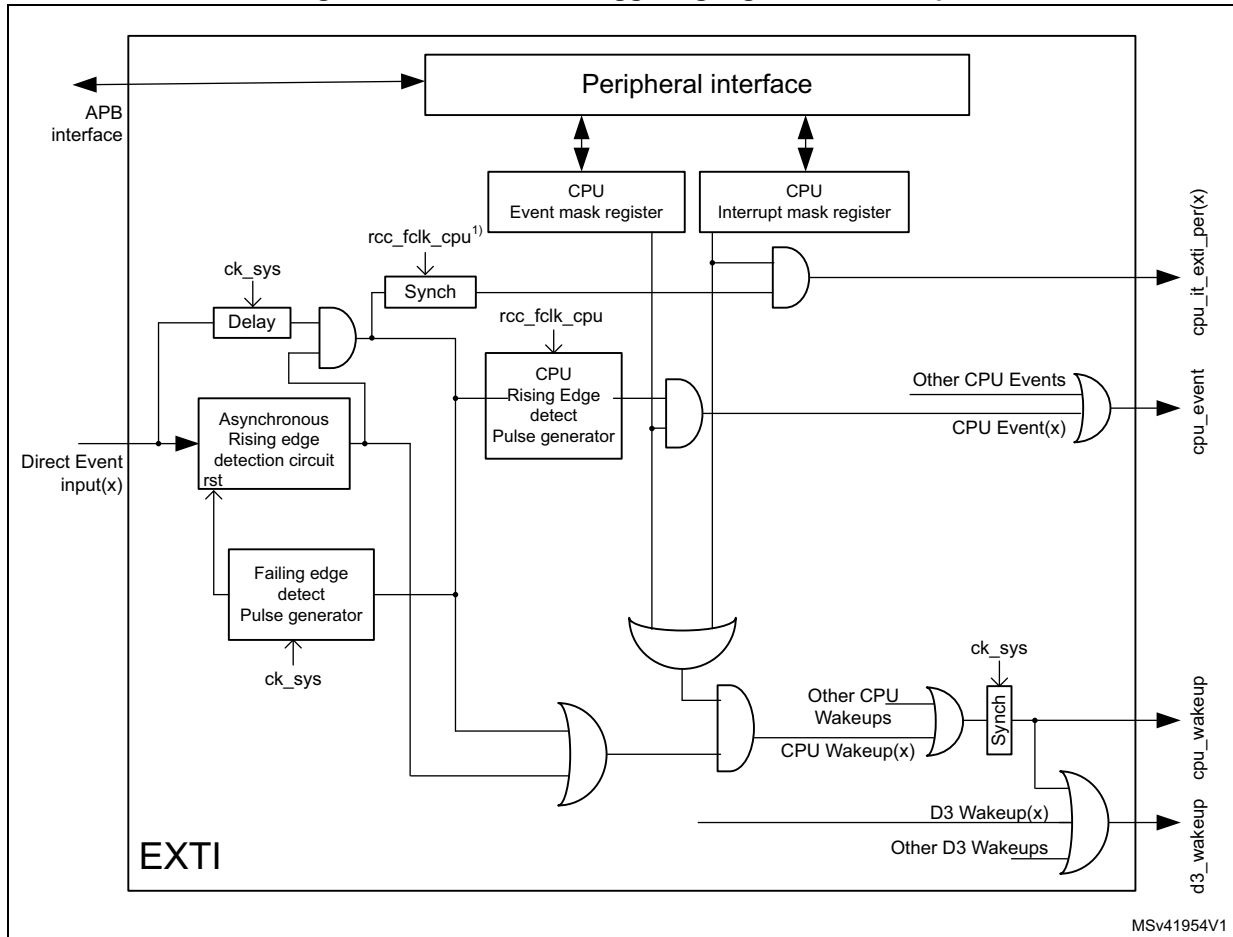 Peripheral interface
APB
interface
CPU
Event mask register
CPU
Interrupt mask register
cpu_it_exti_per(x)
rcc_fclk_cpu1)
ck_sys
Synch
Delay
rcc_fclk_cpu
CPU
Rising Edge
detect
Pulse generator
Other CPU Events
CPU Event(x)
cpu_event
Asynchronous
Rising edge
detection circuit
rst
Direct Event
input(x)
Failing edge
detect
Pulse generator
ck_sys
ck_sys
Other CPU
Wakeups
Synch
CPU Wakeup(x)
cpu_wakeup
D3 Wakeup(x)
Other D3 Wakeups
d3_wakeup
EXTI
MSv41954V1